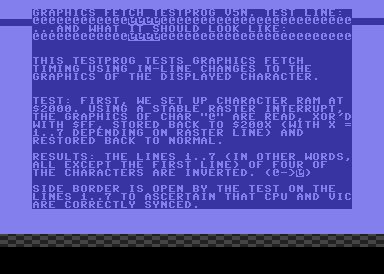 GRAPHICS FETCH TESTPROG V5N. TEST LINE:
@@@@@@@@@@@@@@@@@@@@@@@@@@@@@@@@@@@@@@@@
...AND WHAT IT SHOULD LOOK LIKE:
@@@@@@@@@@@@@@@@@@@@@@@@@@@@@@@@@@@@@@@@
THIS TESTPROG TESTS GRAPHICS FETCH
TIMING USING IN-LINE CHANGES TO THE
GRAPHICS OF THE DISPLAYED CHARACTER.
TEST: FIRST, WE SET UP CHARACTER RAM AT
$2000. USING A STABLE RASTER INTERRUPT,
THE GRAPHICS OF CHAR "@" ARE READ, XOR'D
WITH $FF, STORED BACK TO $200X (WITH X =
1..7 DEPENDING ON RASTER LINE) AND
RESTORED BACK TO NORMAL.
RESULTS: THE LINES 1..7 (IN OTHER WORDS,
ALL EXCEPT THE FIRST LINE) OF FOUR OF
THE CHARACTERS ARE INVERTED. (@->@)
SIDE BORDER IS OPEN BY THE TEST ON THE
LINES 1..7 TO ASCERTAIN THAT CPU AND VIC
ARE CORRECTLY SYNCED.